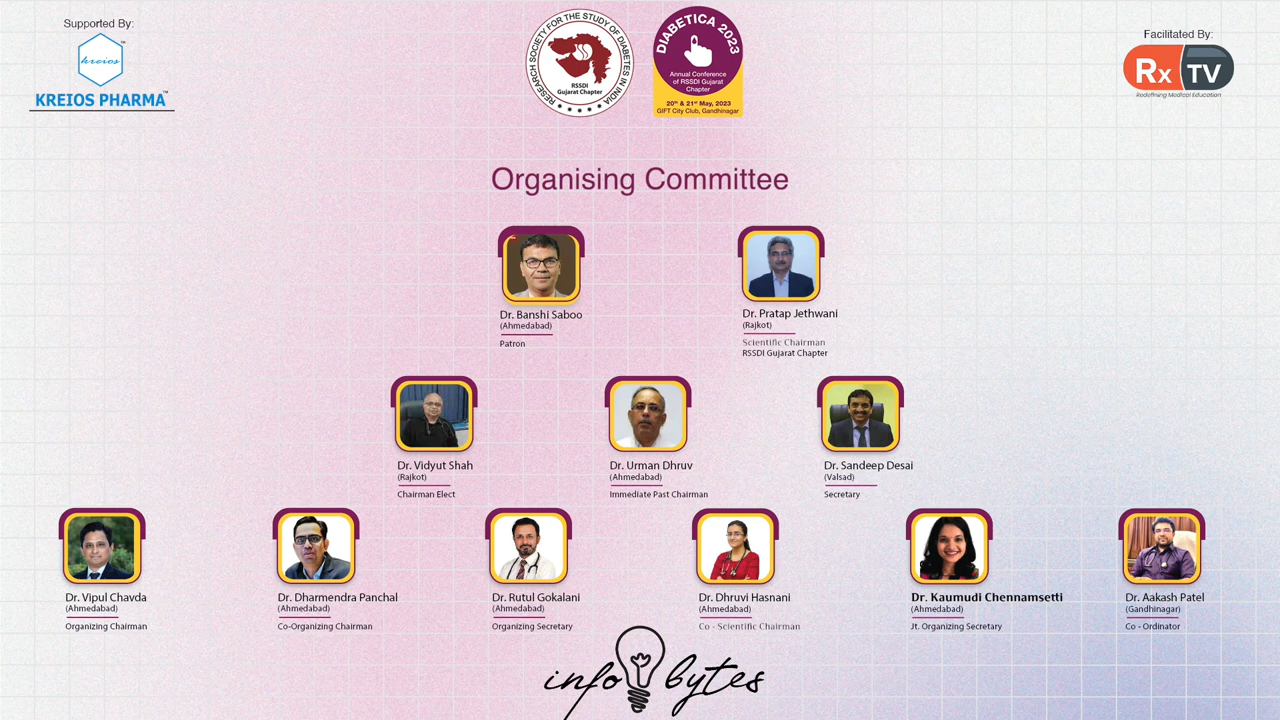 Supported By:
kreios
KREIOS PHARMA™
RESEARCH SOCIETY FOR THE STUDY OF DIABETES IN INDIA
RSSDI
Gujarat Chapter
DIABETICA 2023
Annual Conference
of RSSDI Gujarat
Chapter
20th & 21st May, 2023
GIFT City Club, Gandhinagar
Facilitated By:
Rx TV
Redefining Medical Education
Organising Committee
Dr. Banshi Saboo
(Ahmedabad)
Patron
Dr. Pratap Jethwani
(Rajkot)
Scientific Chairman
RSSDI Gujarat Chapter
Dr. Vidyut Shah
(Rajkot)
Chairman Elect
Dr. Urman Dhruv
(Ahmedabad)
Immediate Past Chairman
Dr. Sandeep Desai
(Valsad)
Secretary
Dr. Vipul Chavda
(Ahmedabad)
Organizing Chairman
Dr. Dharmendra Panchal
(Ahmedabad)
Co-Organizing Chairman
Dr. Rutul Gokalani
(Ahmedabad)
Organizing Secretary
Dr. Dhruvi Hasnani
(Ahmedabad)
Co - Scientific Chairman
Dr. Kaumudi Chennamsetti
(Ahmedabad)
Jt. Organizing Secretary
Dr. Aakash Patel
(Gandhinagar)
Co - Ordinator
info bytes